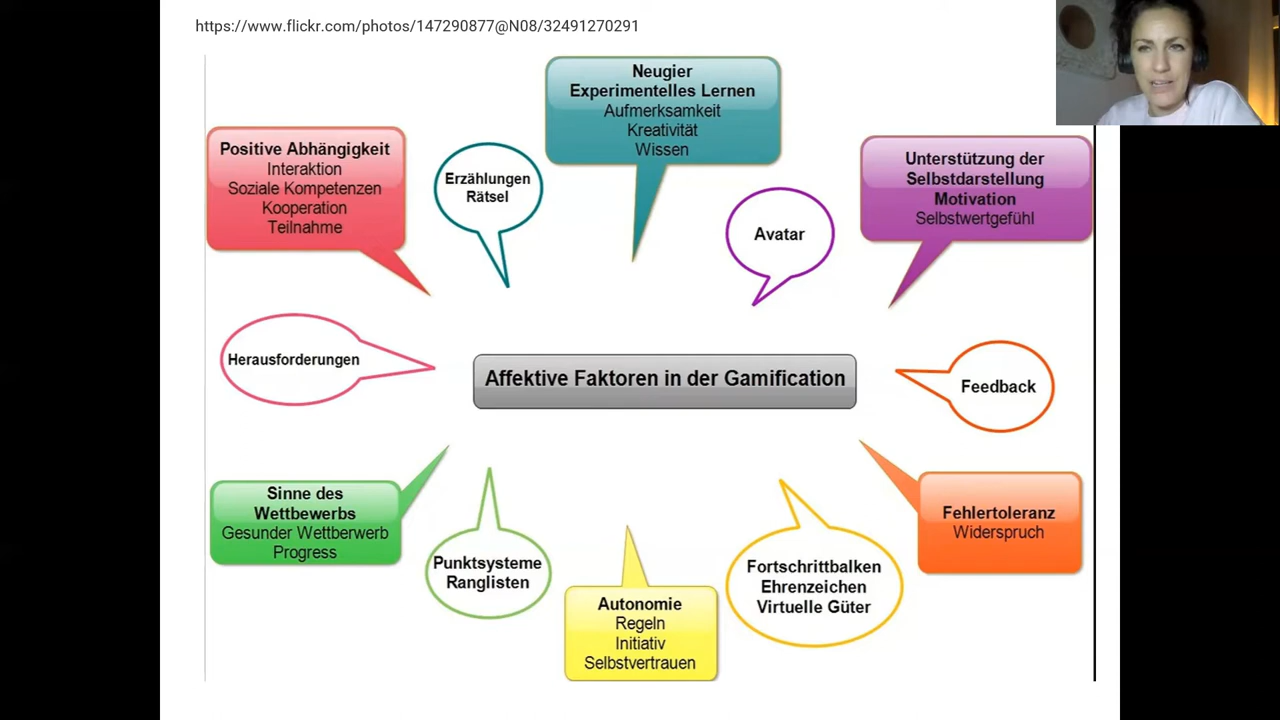 https://www.flickr.com/photos/147290877@N08/32491270291
Neugier
Experimentelles Lernen
Aufmerksamkeit
Kreativität
Wissen
Positive Abhängigkeit
Interaktion
Soziale Kompetenzen
Kooperation
Teilnahme
Erzählungen
Rätsel
Avatar
Unterstützung der
Selbstdarstellung
Motivation
Selbstwertgefühl
Herausforderungen
Affektive Faktoren in der Gamification
Feedback
Sinne des
Wettbewerbs
Gesunder Wettberwerb
Progress
Punktsysteme
Ranglisten
Autonomie
Regeln
Initiativ
Selbstvertrauen
Fortschrittbalken
Ehrenzeichen
Virtuelle Güter
Fehlertoleranz
Widerspruch